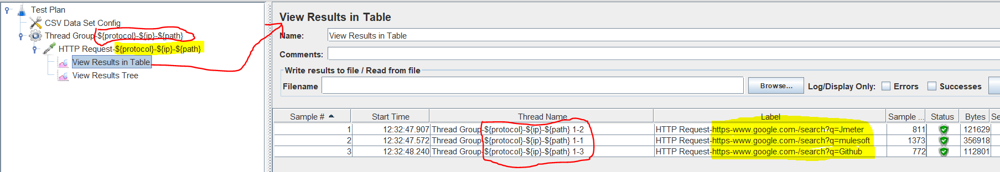 Test Plan
CSV Data Set Config
Thread Group-${protocol}-${ip}-${path}
HTTP Request-${protocol}-${ip}-${path}
View Results in Table
View Results Tree
View Results in Table
Name: View Results in Table
Comments:
Write results to file / Read from file
Filename Browse... Log/Display Only: Errors Successes
Sample # Start Time Thread Name Label Sample ... Status Bytes Se
1 12:32:47.907 Thread Group-${protocol}-${ip}-${path} 1-2 HTTP Request-https-www.google.com-/search?q=Jmeter 811 121629
2 12:32:47.572 Thread Group-${protocol}-${ip}-${path} 1-1 HTTP Request-https-www.google.com-/search?q=mulesoft 1373 356918
3 12:32:48.240 Thread Group-${protocol}-${ip}-${path} 1-3 HTTP Request-https-www.google.com-/search?q=Github 772 112801